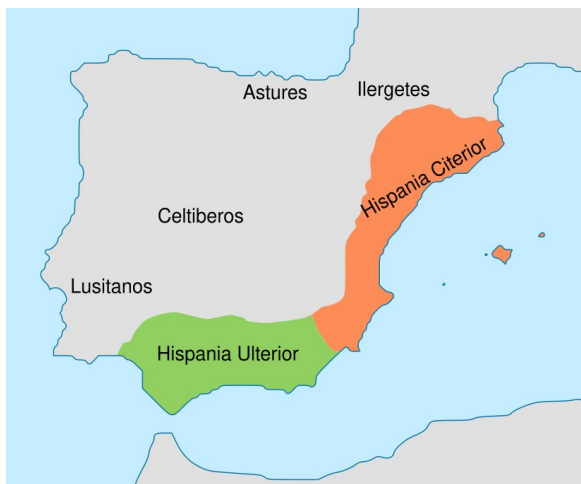 Astures
Ilergetes
Hispania Citerior
Celtiberos
Lusitanos
Hispania Ulterior